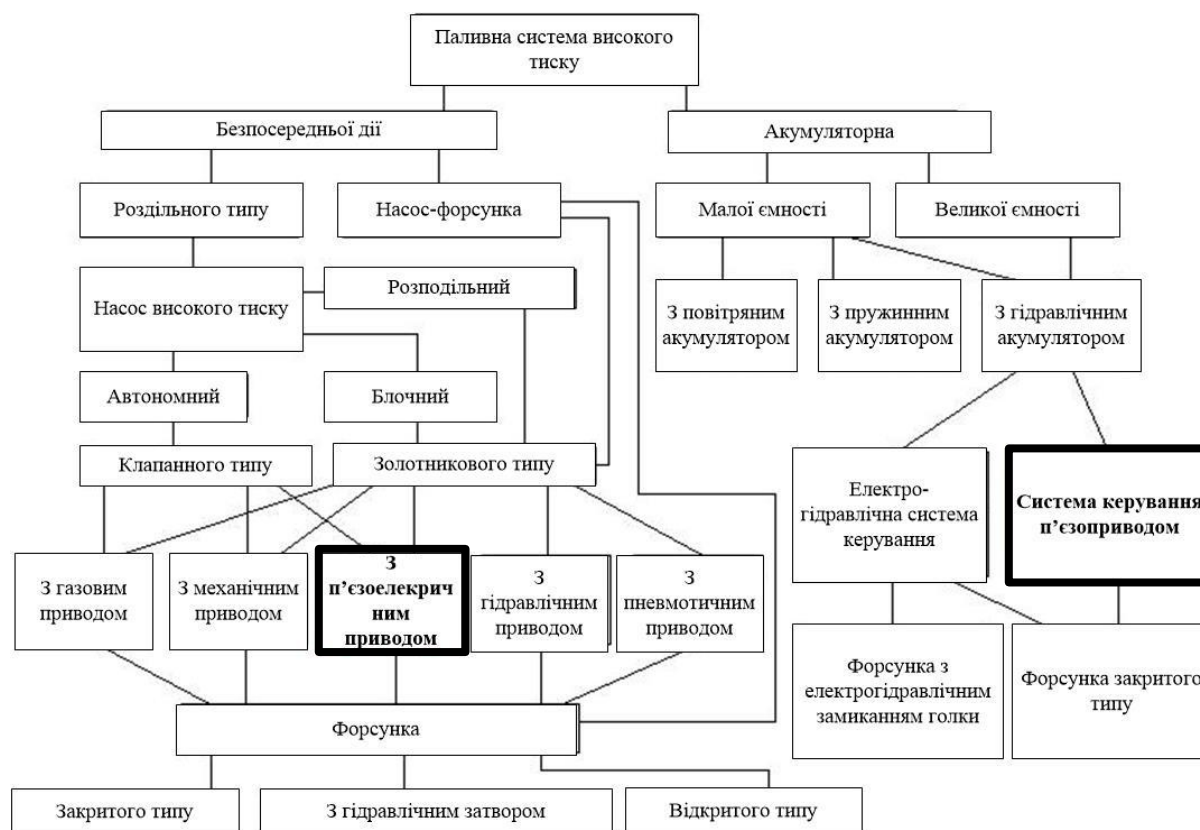 Паливна система високого
тиску
Безпосередньої дії
Акумуляторна
Роздільного типу
Насос-форсунка
Малої ємності
Великої ємності
Насос високого тиску
Розподільний
З повітряним
акумулятором
З пружинним
акумулятором
З гідравлічним
акумулятором
Автономний
Блочний
Клапанного типу
Золотникового типу
Електро-
гідравлічна система
керування
Система керування
п’єзоприводом
З газовим
приводом
З механічним
приводом
З
п’єзоелекрич
ним
приводом
З
гідравлічним
приводом
З
пневмотичним
приводом
Форсунка з
електрогідравлічним
замиканням голки
Форсунка закритого
типу
Форсунка
Закритого типу
З гідравлічним затвором
Відкритого типу